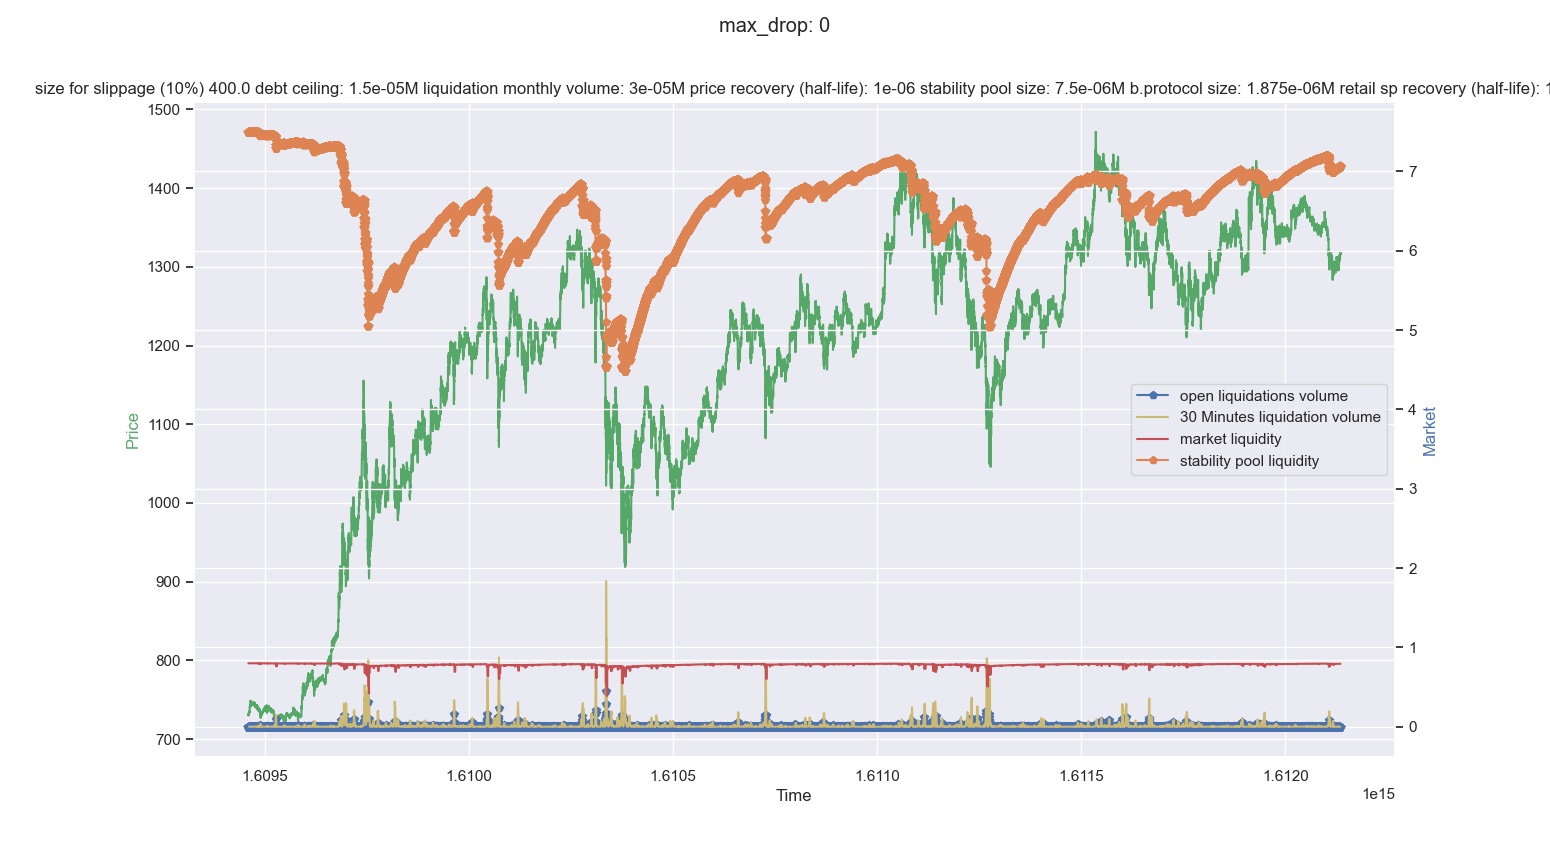 max_drop: 0
size for slippage (10%) 400.0 debt ceiling: 1.5e-05M liquidation monthly volume: 3e-05M price recovery (half-life): 1e-06 stability pool size: 7.5e-06M b.protocol size: 1.875e-06M retail sp recovery (half-life): 1
1500
1400
1300
1200
1100
1000
900
800
700
Price
7
6
5
4
3
2
1
0
Market
open liquidations volume
30 Minutes liquidation volume
market liquidity
stability pool liquidity
1.6095 1.6100 1.6105 1.6110 1.6115 1.6120
1e15
Time